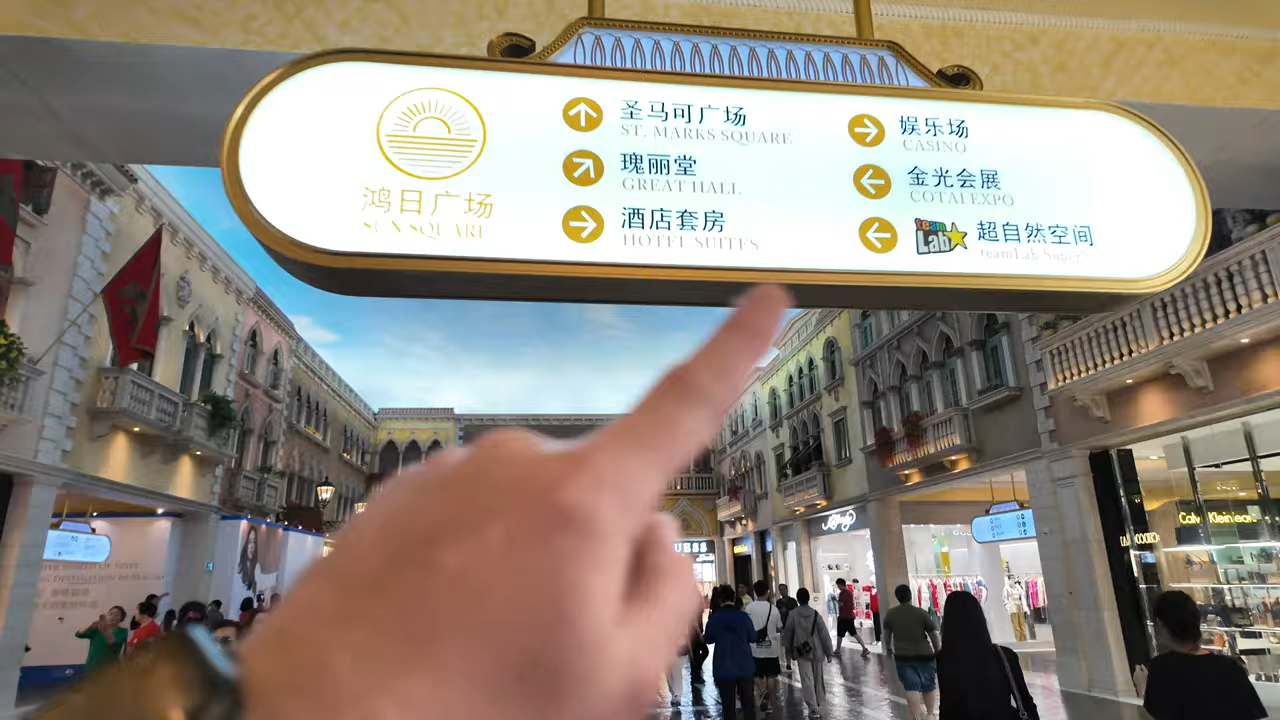 鸿日广场
SUN SQUARE
圣马可广场
ST. MARKS SQUARE
瑰丽堂
GREAT HALL
酒店套房
HOTEL SUITES
娱乐场
CASINO
金光会展
COTAI EXPO
team
Lab
超自然空间
teamLab
Calvin Klein